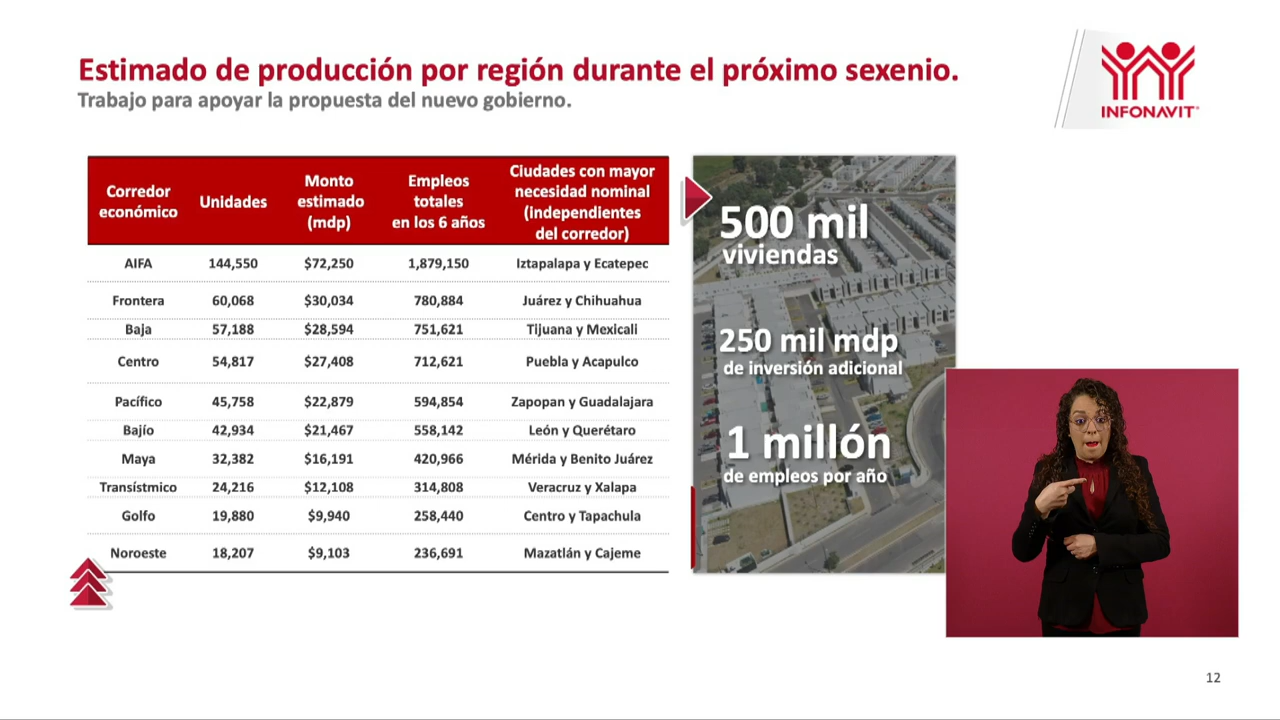 Estimado de producción por región durante el próximo sexenio.
Trabajo para apoyar la propuesta del nuevo gobierno.
INFONAVIT
Corredor económico Unidades Monto estimado (mdp) Empleos totales en los 6 años Ciudades con mayor necesidad nominal (independientes del corredor)
AIFA 144,550 $72,250 1,879,150 Iztapalapa y Ecatepec
Frontera 60,068 $30,034 780,884 Juárez y Chihuahua
Baja 57,188 $28,594 751,621 Tijuana y Mexicali
Centro 54,817 $27,408 712,621 Puebla y Acapulco
Pacífico 45,758 $22,879 594,854 Zapopan y Guadalajara
Bajío 42,934 $21,467 558,142 León y Querétaro
Maya 32,382 $16,191 420,966 Mérida y Benito Juárez
Transístmico 24,216 $12,108 314,808 Veracruz y Xalapa
Golfo 19,880 $9,940 258,440 Centro y Tapachula
Noroeste 18,207 $9,103 236,691 Mazatlán y Cajeme
500 mil
viviendas
250 mil mdp
de inversión adicional
1 millón
de empleos por año
12